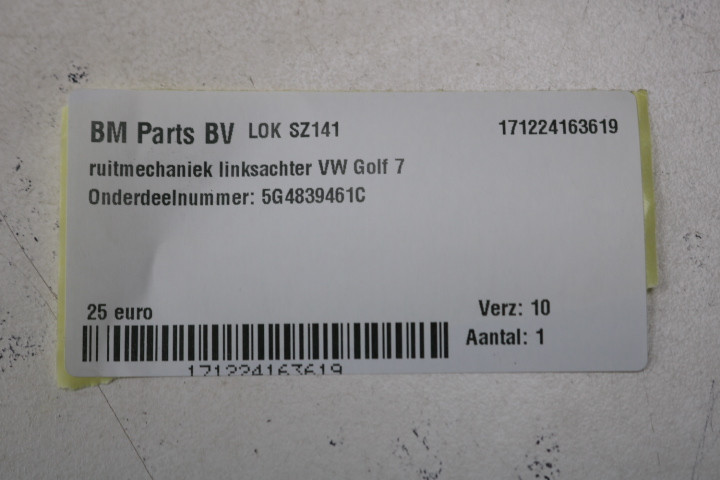 BM Parts BV LOK SZ141 171224163619
ruitmechaniek linksachter VW Golf 7
Onderdeelnummer: 5G4839461C
25 euro Verz: 10
Aantal: 1
171224163619